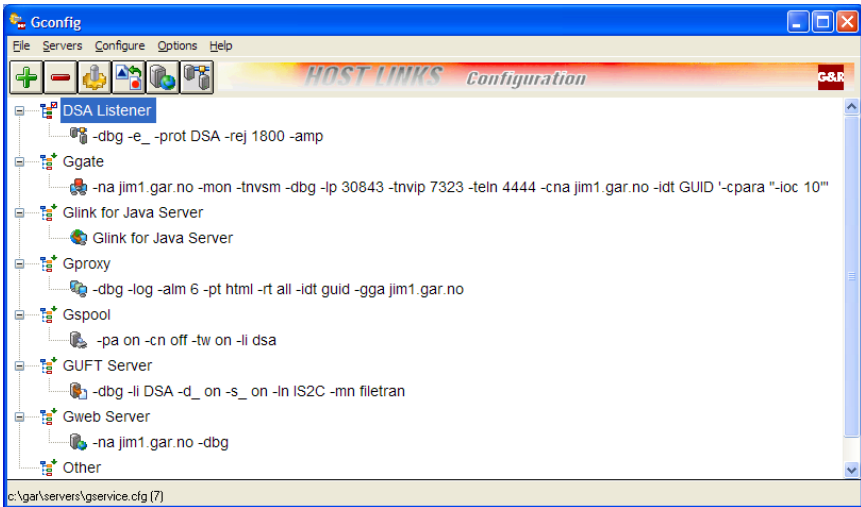 Gconfig
File Servers Configure Options Help
HOST LINKS Configuration G&R
DSA Listener
-dbg -e_ -prot DSA -rej 1800 -amp
Ggate
-na jim1.gar.no -mon -tnvsm -dbg -lp 30843 -tnvip 7323 -teln 4444 -cna jim1.gar.no -idt GUID '-cpara "-ioc 10"'
Glink for Java Server
Glink for Java Server
Gproxy
-dbg -log -alm 6 -pt html -rt all -idt guid -gga jim1.gar.no
Gspool
-pa on -cn off -tw on -li dsa
GUFT Server
-dbg -li DSA -d_ on -s_ on -ln IS2C -mn filetran
Gweb Server
-na jim1.gar.no -dbg
Other
c:\gar\servers\gservice.cfg (7)